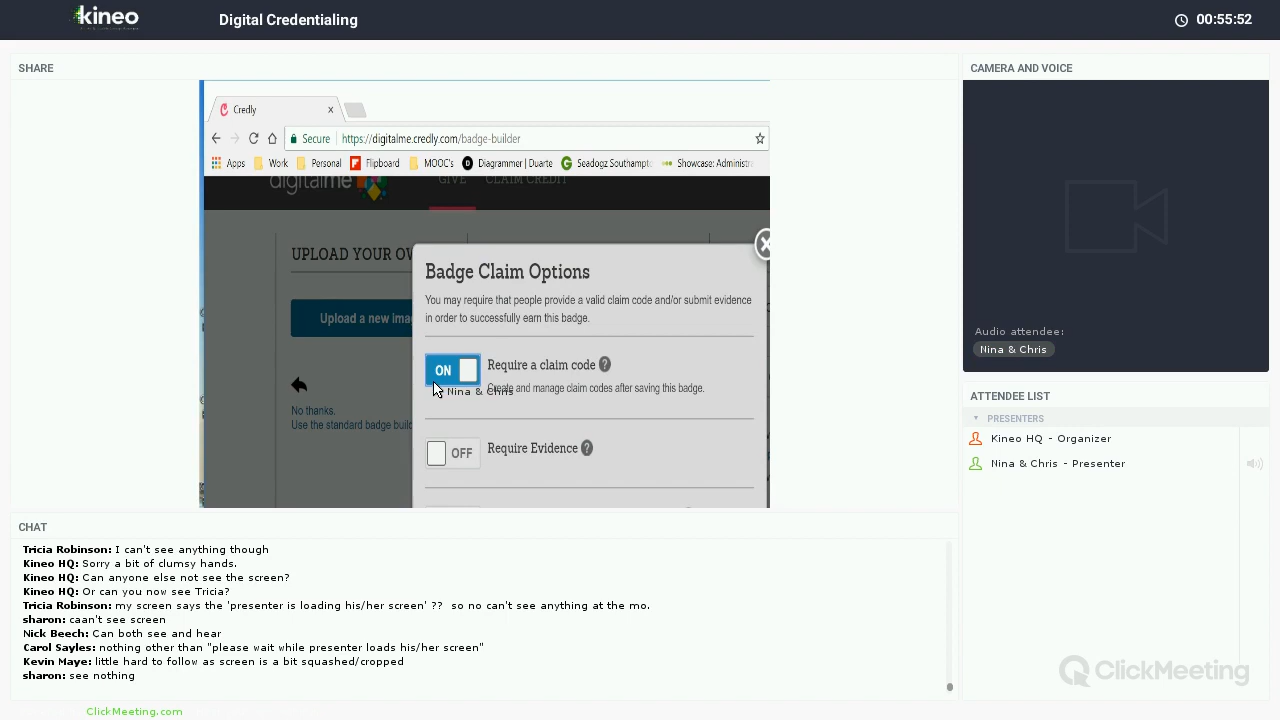 kineo
Digital Credentialing
00:55:52
SHARE
Credly
Secure https://digitalme.credly.com/badge-builder
Apps Work Personal Flipboard MOOC's Diagrammer | Duarte Seadogz Southampto Showcase: Administra
digitalme GIVE CLAIM CREDIT
UPLOAD YOUR OW
Upload a new imag
No thanks.
Use the standard badge build
Badge Claim Options
You may require that people provide a valid claim code and/or submit evidence
in order to successfully earn this badge.
ON Require a claim code ?
Create and manage claim codes after saving this badge.
Nina & Chris
OFF Require Evidence ?
CAMERA AND VOICE
Audio attendee:
Nina & Chris
ATTENDEE LIST
PRESENTERS
Kineo HQ - Organizer
Nina & Chris - Presenter
CHAT
Tricia Robinson: I can't see anything though
Kineo HQ: Sorry a bit of clumsy hands.
Kineo HQ: Can anyone else not see the screen?
Kineo HQ: Or can you now see Tricia?
Tricia Robinson: my screen says the 'presenter is loading his/her screen' ?? so no can't see anything at the mo.
sharon: caan't see screen
Nick Beech: Can both see and hear
Carol Sayles: nothing other than "please wait while presenter loads his/her screen"
Kevin Maye: little hard to follow as screen is a bit squashed/cropped
sharon: see nothing
ClickMeeting
ClickMeeting.com